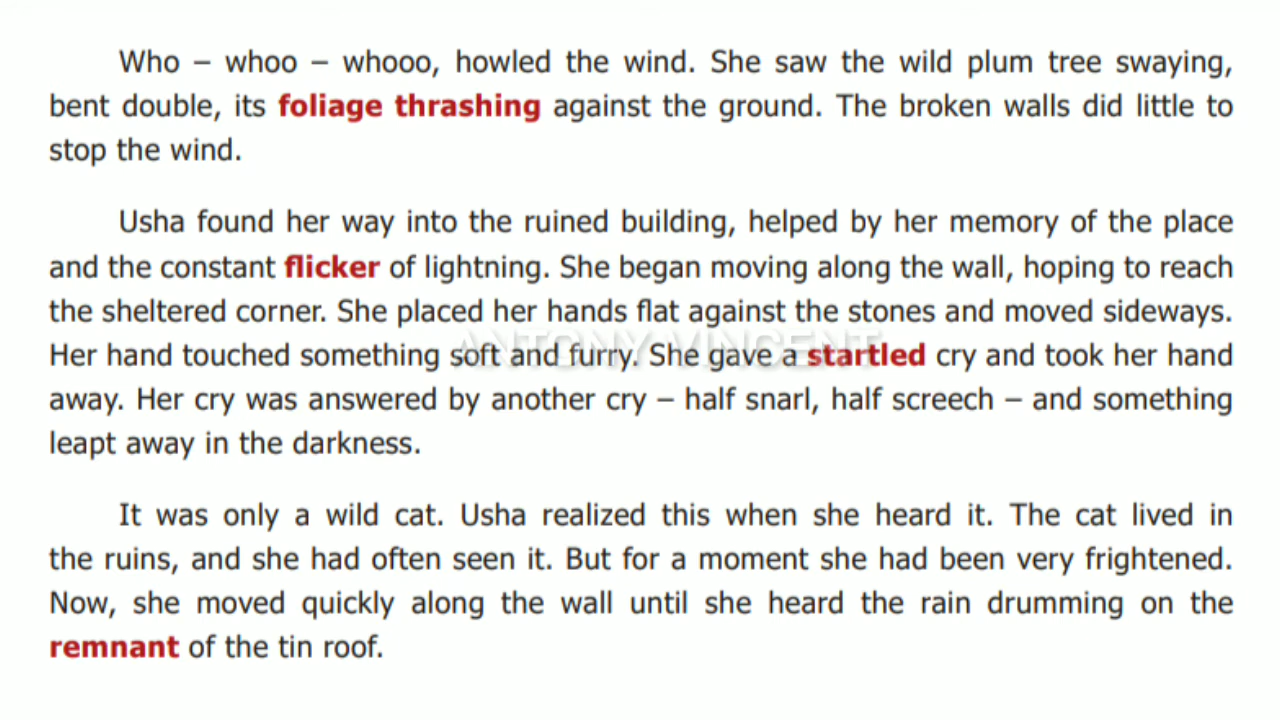 Who – whoo – whooo, howled the wind. She saw the wild plum tree swaying,
bent double, its foliage thrashing against the ground. The broken walls did little to
stop the wind.
Usha found her way into the ruined building, helped by her memory of the place
and the constant flicker of lightning. She began moving along the wall, hoping to reach
the sheltered corner. She placed her hands flat against the stones and moved sideways.
ANTONY VINCENT
Her hand touched something soft and furry. She gave a startled cry and took her hand
away. Her cry was answered by another cry – half snarl, half screech – and something
leapt away in the darkness.
It was only a wild cat. Usha realized this when she heard it. The cat lived in
the ruins, and she had often seen it. But for a moment she had been very frightened.
Now, she moved quickly along the wall until she heard the rain drumming on the
remnant of the tin roof.